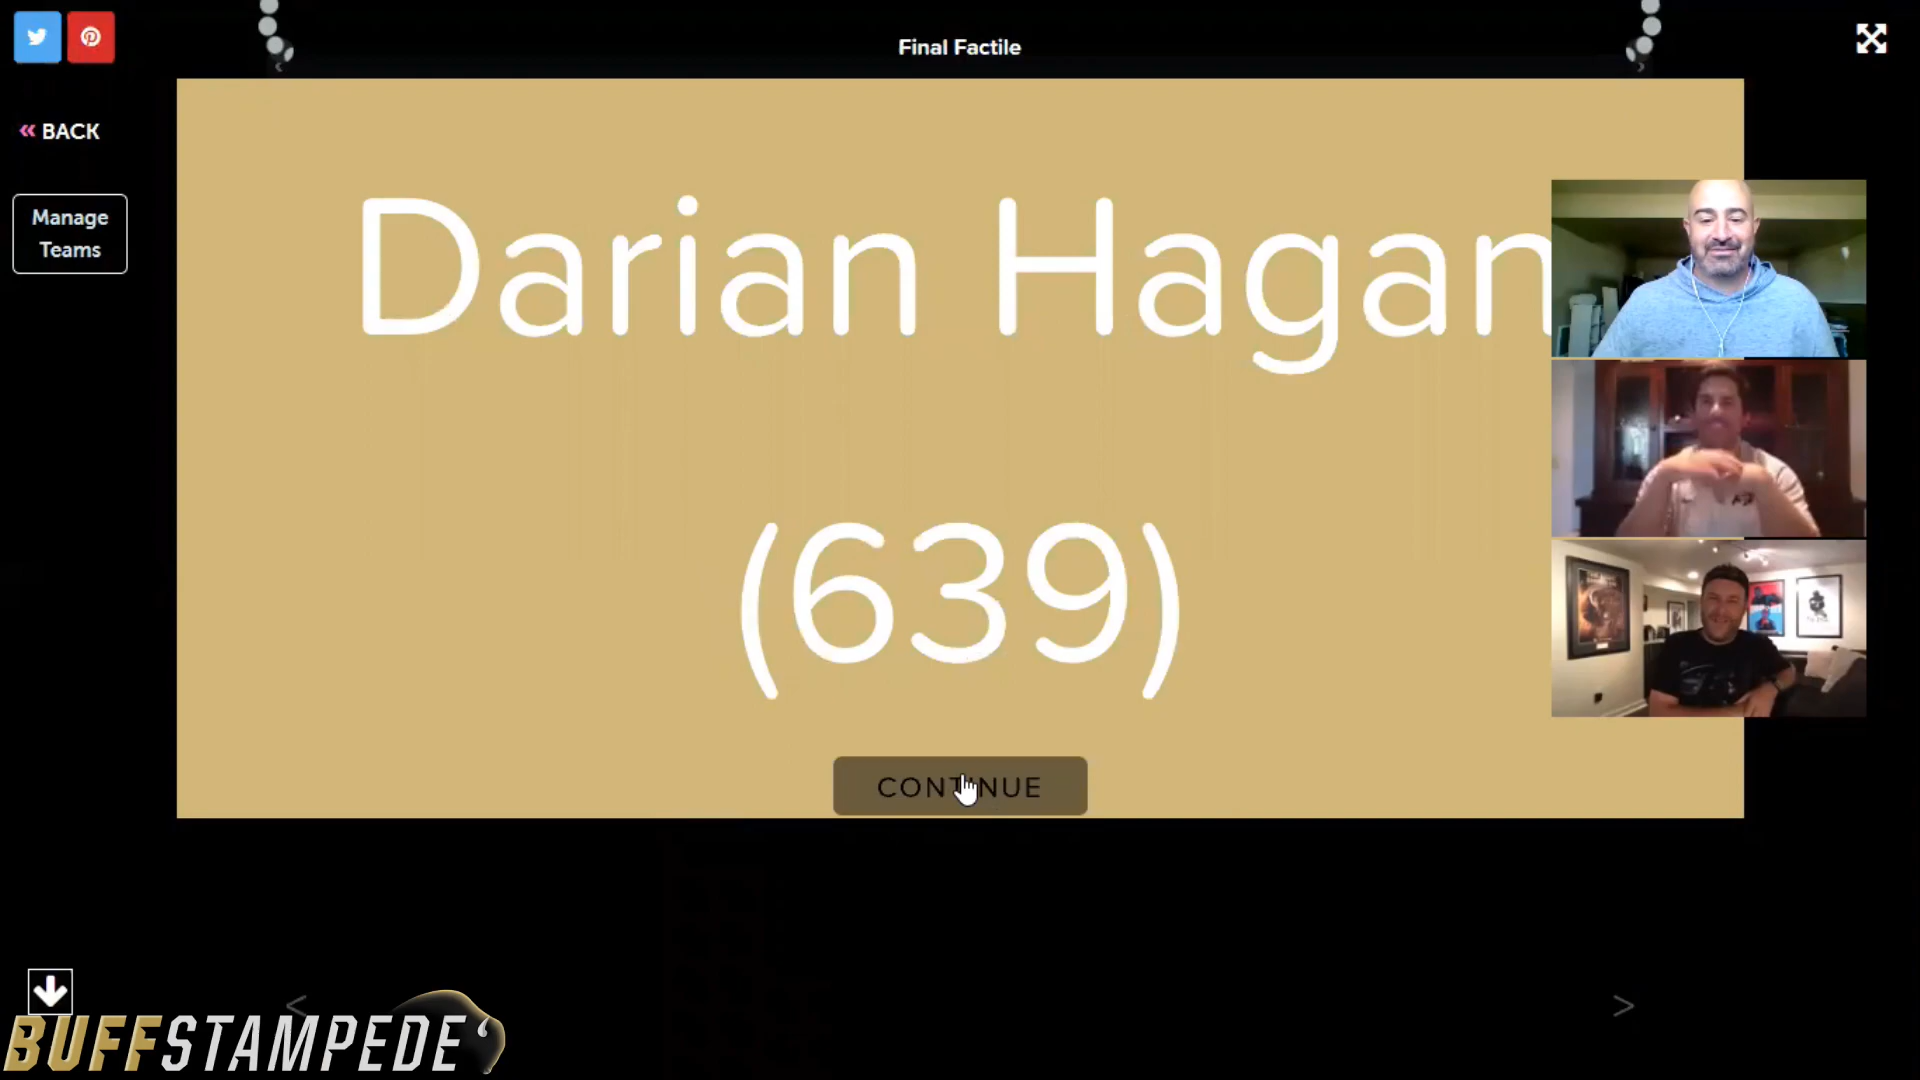 Final Factile
« BACK
Manage
Teams
Darian Hagan
(639)
CONTINUE
< >
BUFFSTAMPEDE